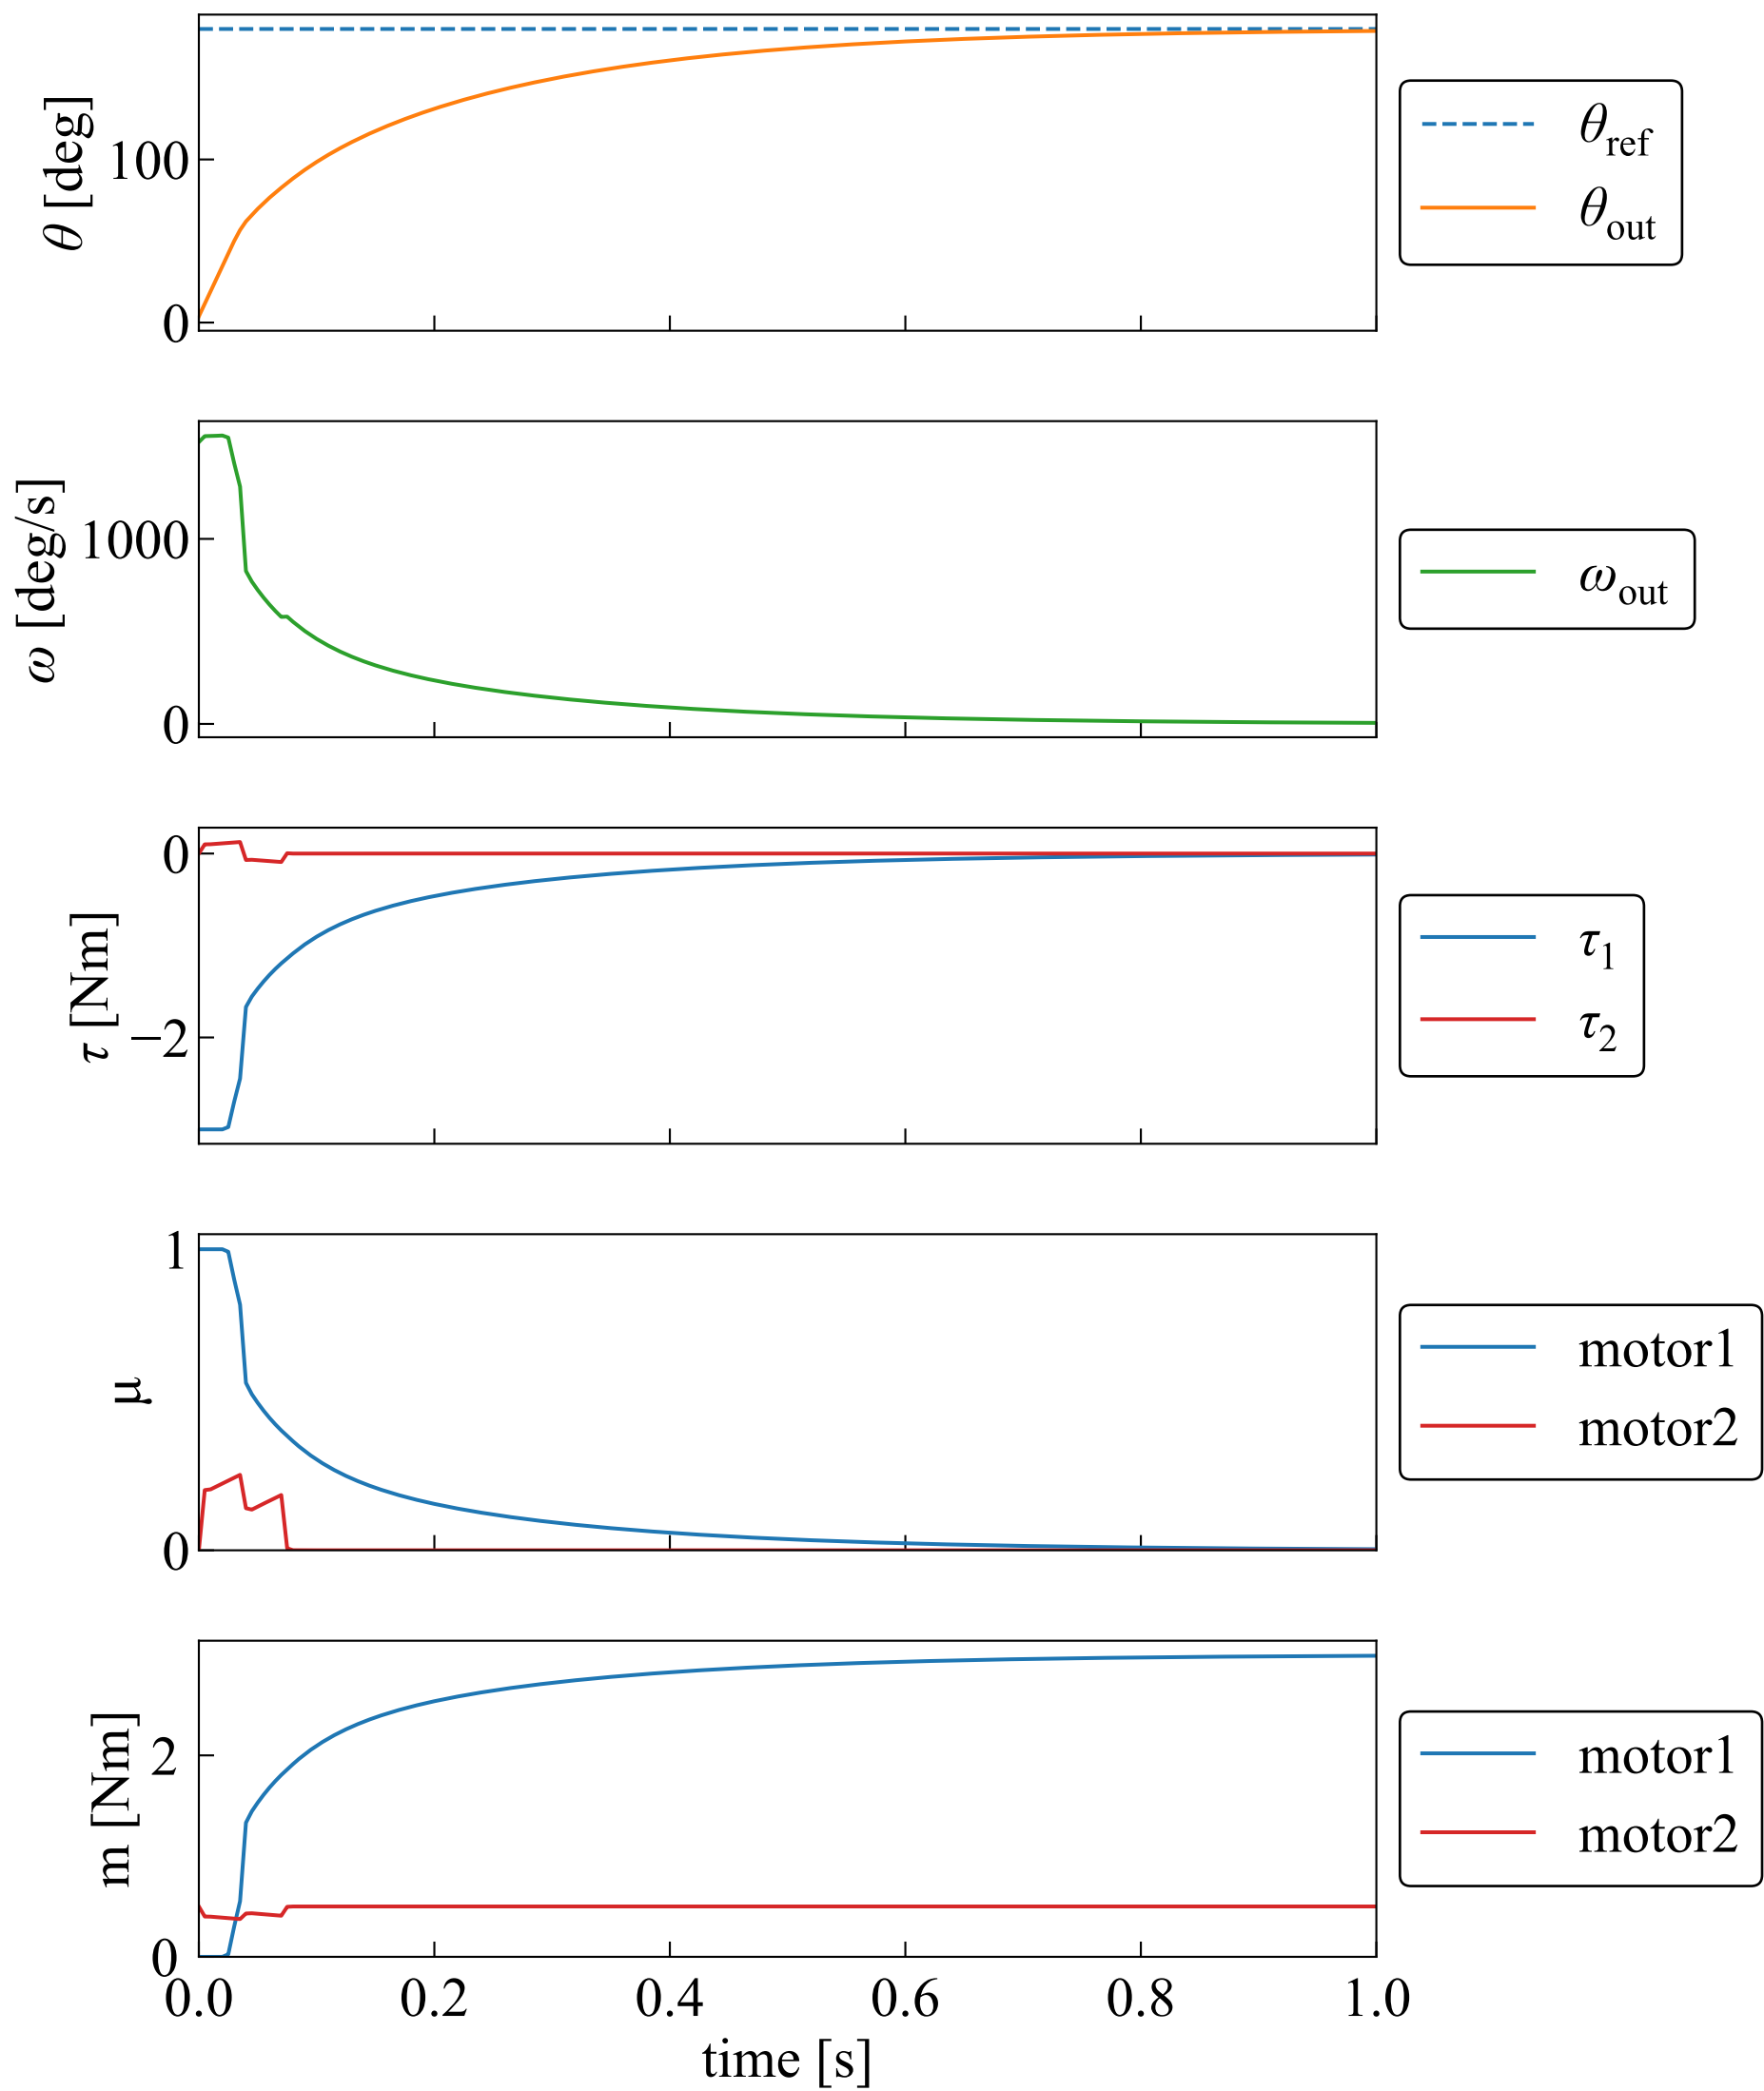 θ [deg]
100
0
θref
θout
ω [deg/s]
1000
0
ωout
τ [Nm]
0
−2
τ1
τ2
μ
1
0
motor1
motor2
m [Nm]
2
0
motor1
motor2
0.0 0.2 0.4 0.6 0.8 1.0
time [s]